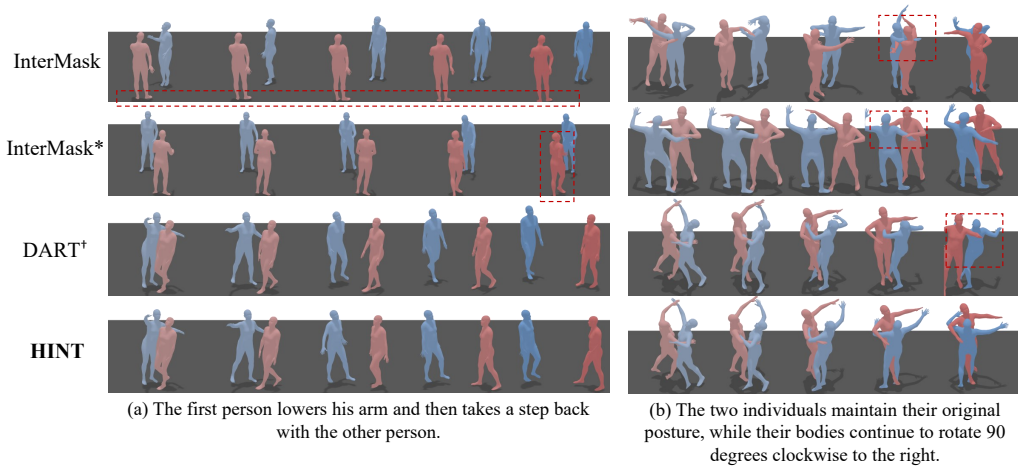 InterMask
InterMask*
DART†
HINT
(a) The first person lowers his arm and then takes a step back
with the other person.
(b) The two individuals maintain their original
posture, while their bodies continue to rotate 90
degrees clockwise to the right.